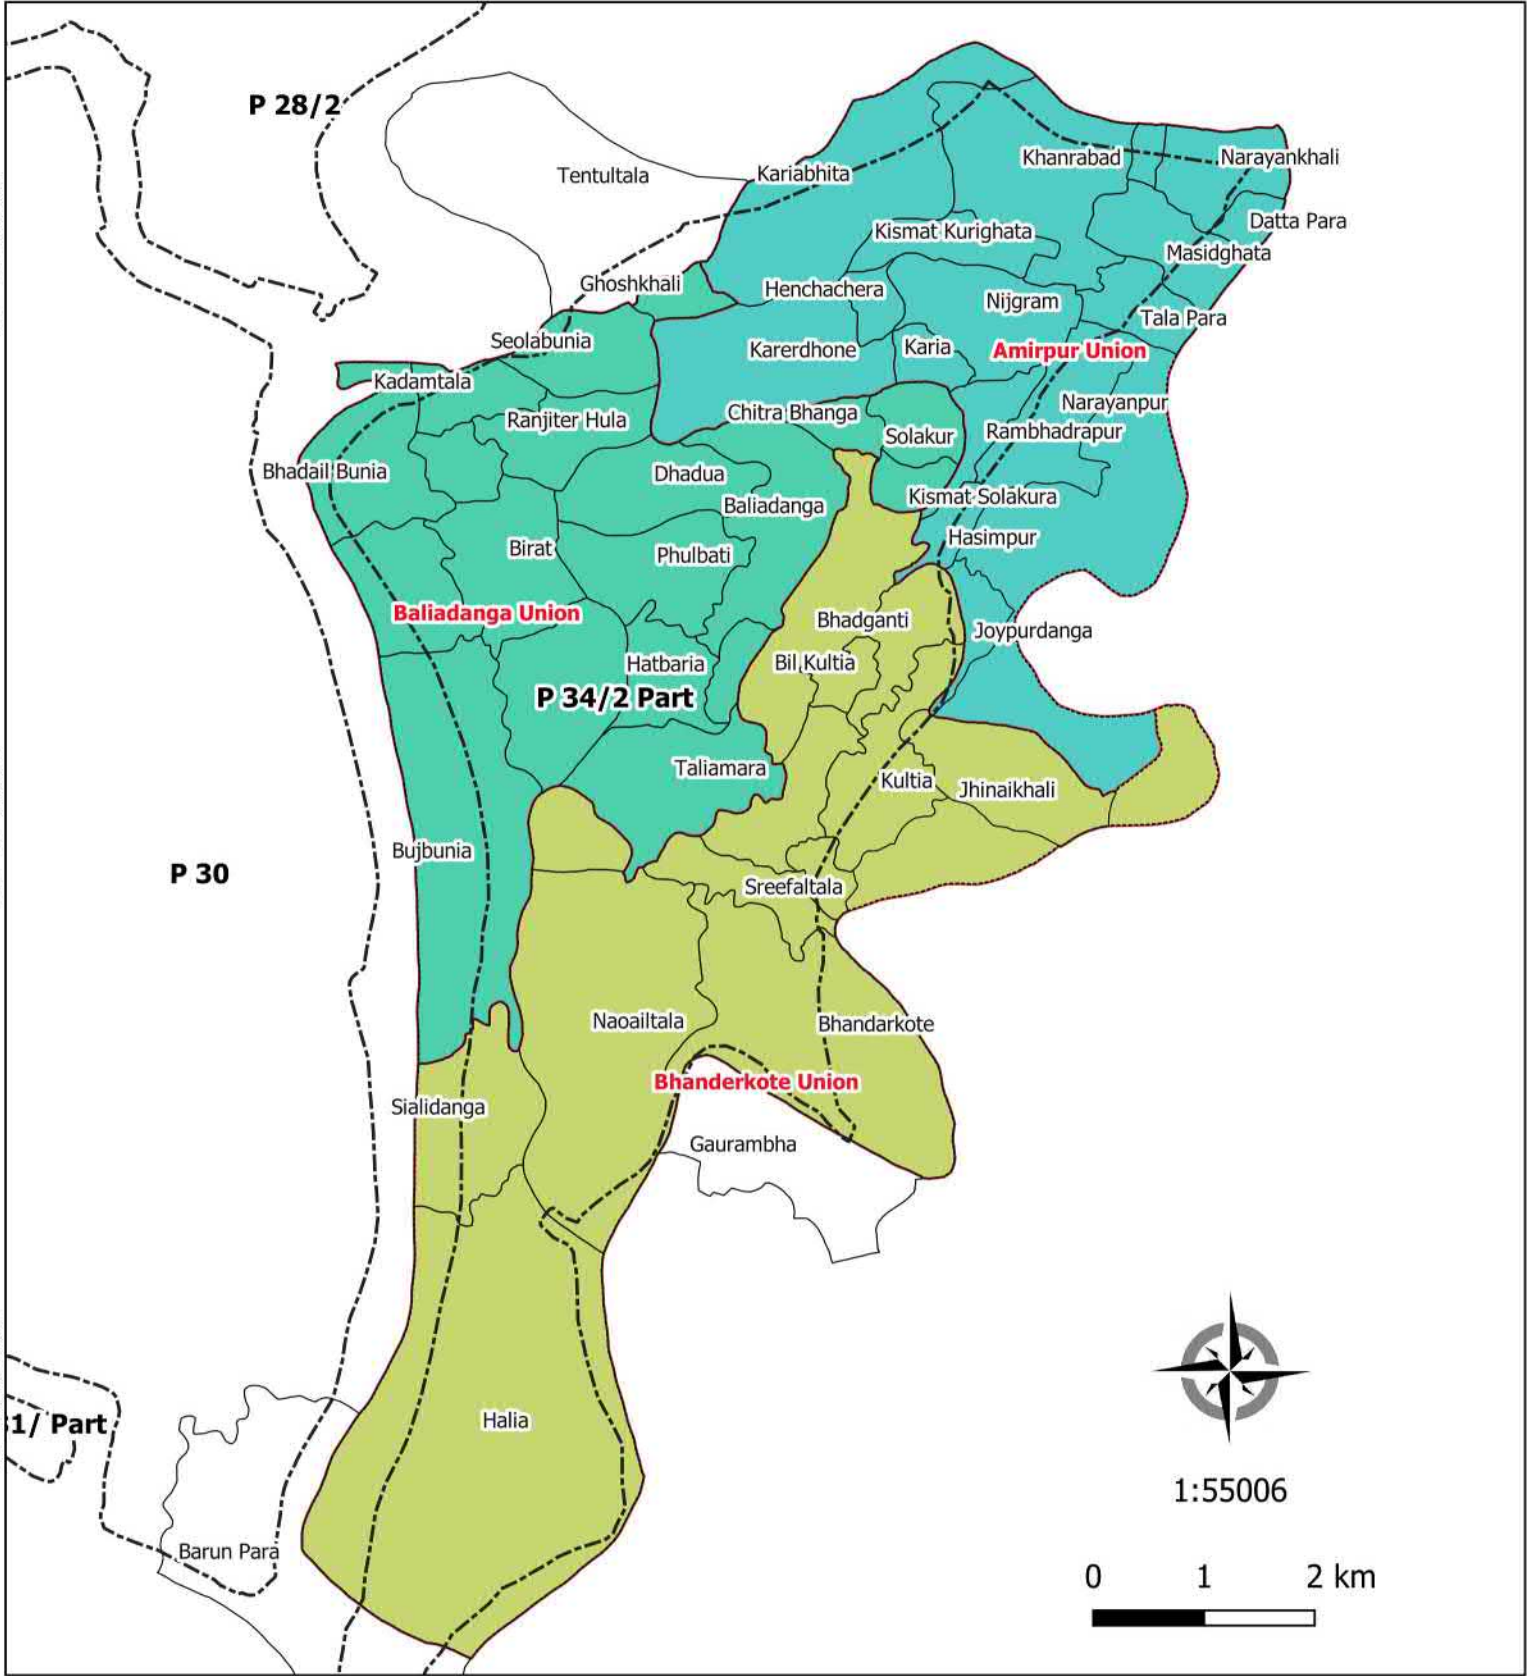 P 28/2
Tentultala
Kariabhita
Khanrabad
Narayankhali
Datta Para
Kismat Kurighata
Masidghata
Ghoshkhali
Henchachera
Nijgram
Tala Para
Seolabunia
Karerdhone
Karia
Amirpur Union
Kadamtala
Ranjiter Hula
Chitra Bhanga
Narayanpur
Solakur
Rambhadrapur
Bhadail Bunia
Dhadua
Baliadanga
Kismat Solakura
Birat
Phulbati
Hasimpur
Baliadanga Union
Bhadganti
Joypurdanga
Hatbaria
Bil Kultia
P 34/2 Part
Taliamara
Kultia
Jhinaikhali
Bujbunia
P 30
Sreefaltala
Naoailtala
Bhandarkote
Bhanderkote Union
Sialidanga
Gaurambha
Halia
1/ Part
1:55006
Barun Para
0 1 2 km